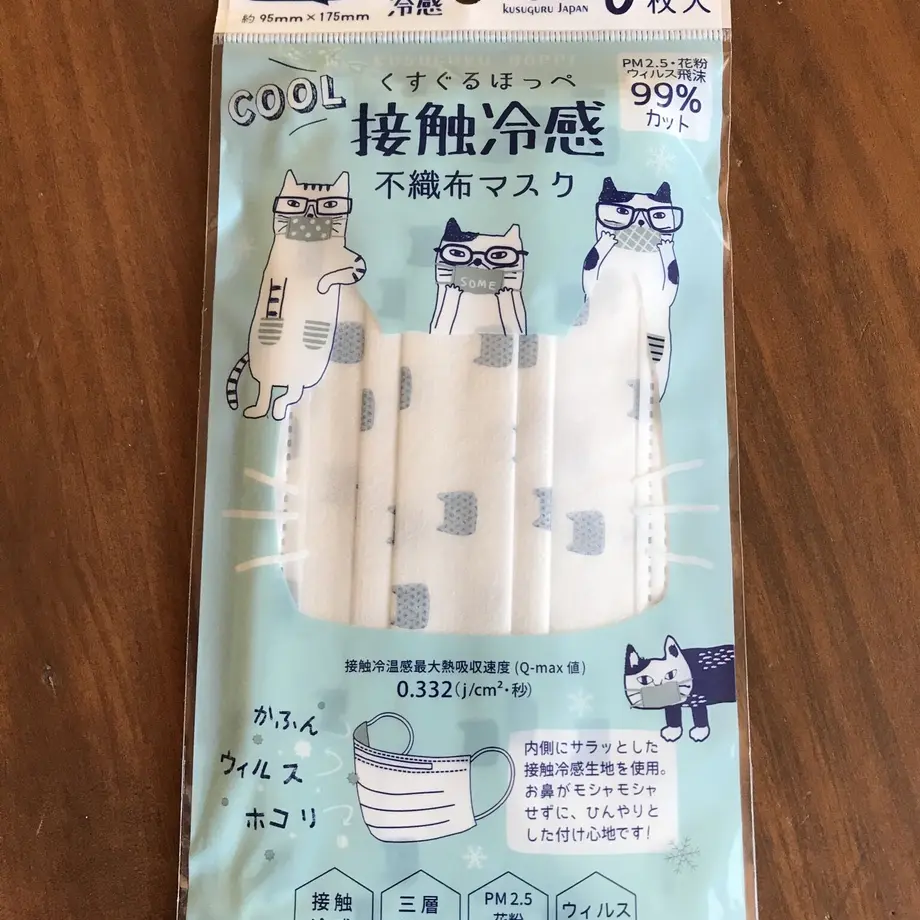 約 95mm×175mm
冷感
KUSUGURU JAPAN
枚入
COOL
くすぐるほっぺ
接触冷感
不織布マスク
PM2.5・花粉
ウィルス飛沫
99%
カット
SOME
接触冷温感最大熱吸収速度 (Q-max 値)
0.332(j/cm²・秒)
かふん
ウィルス
ホコリ
内側にサラッとした
接触冷感生地を使用。
お鼻がモシャモシャ
せずに、ひんやりと
した付け心地です!
接触
三層
PM2.5
花粉
ウィルス